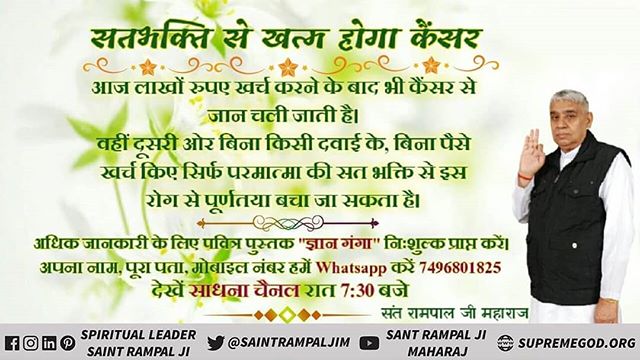 सतभक्ति से खत्म होगा कैंसर
आज लाखों रुपए खर्च करने के बाद भी कैंसर से
जान चली जाती है।
वहीं दूसरी ओर बिना किसी दवाई के, बिना पैसे
खर्च किए सिर्फ परमात्मा की सत भक्ति से इस
रोग से पूर्णतया बचा जा सकता है।
अधिक जानकारी के लिए पवित्र पुस्तक "ज्ञान गंगा" निःशुल्क प्राप्त करें।
अपना नाम, पूरा पता, मोबाइल नंबर हमें Whatsapp करें 7496801825
देखें साधना चैनल रात 7:30 बजे
संत रामपाल जी महाराज
SPIRITUAL LEADER
SAINT RAMPAL JI
@SAINTRAMPALJIM
SANT RAMPAL JI
MAHARAJ
SUPREMEGOD.ORG